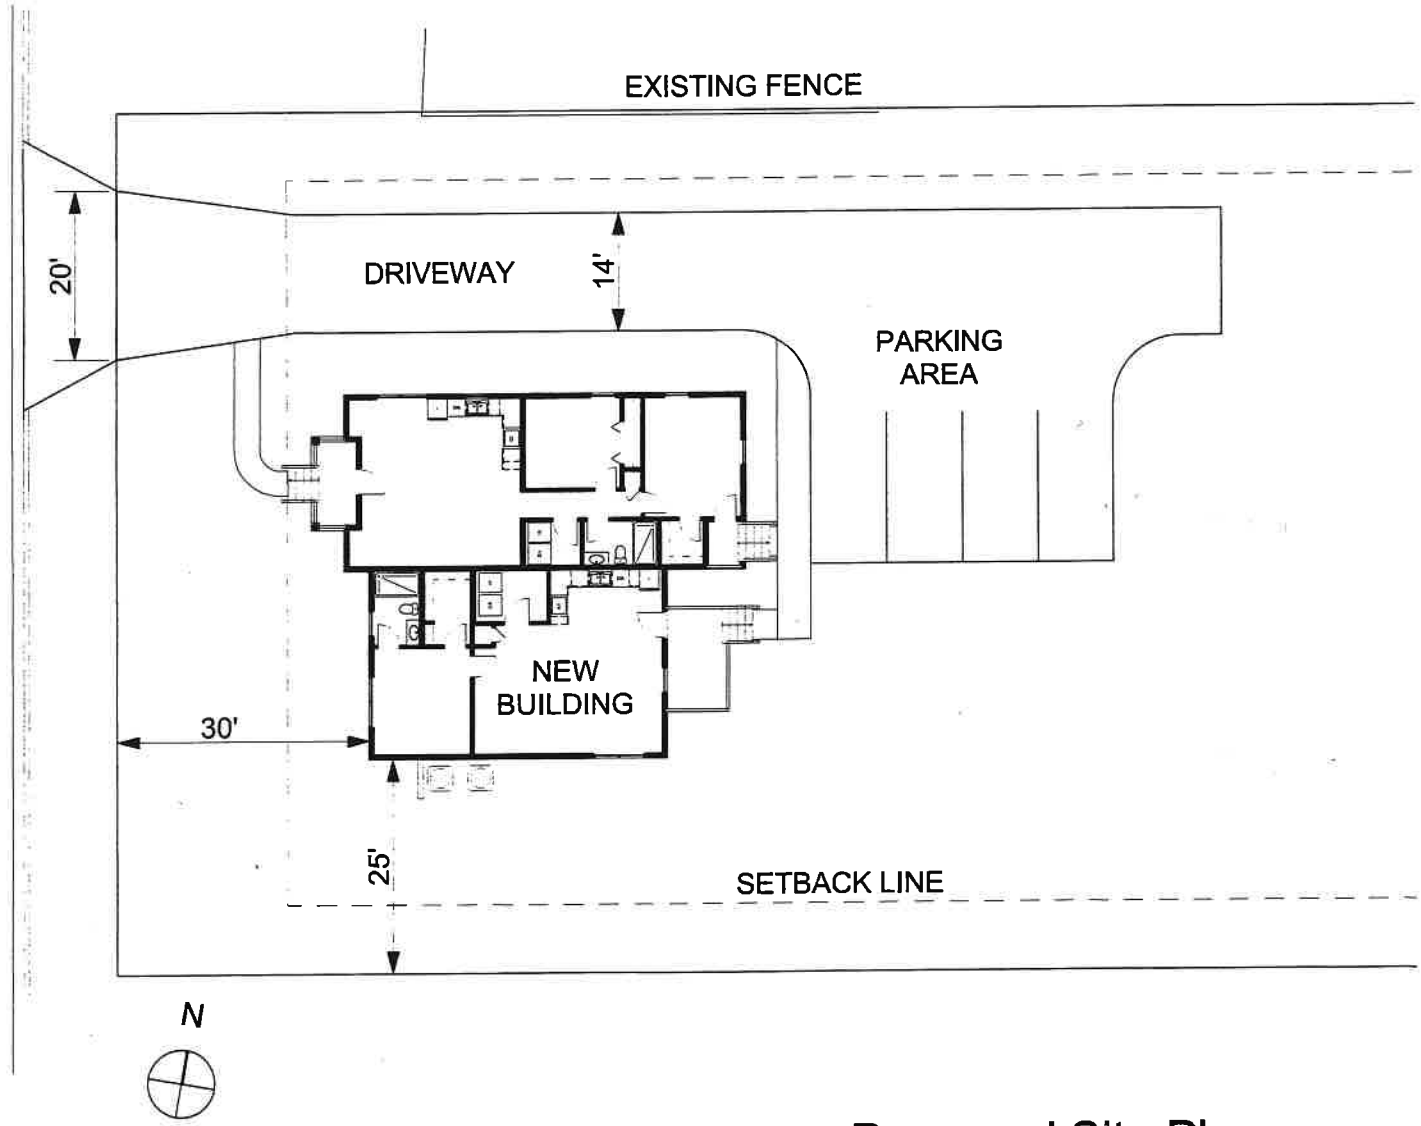 EXISTING FENCE
20'
DRIVEWAY
14'
PARKING
AREA
NEW
BUILDING
30'
25'
SETBACK LINE
N